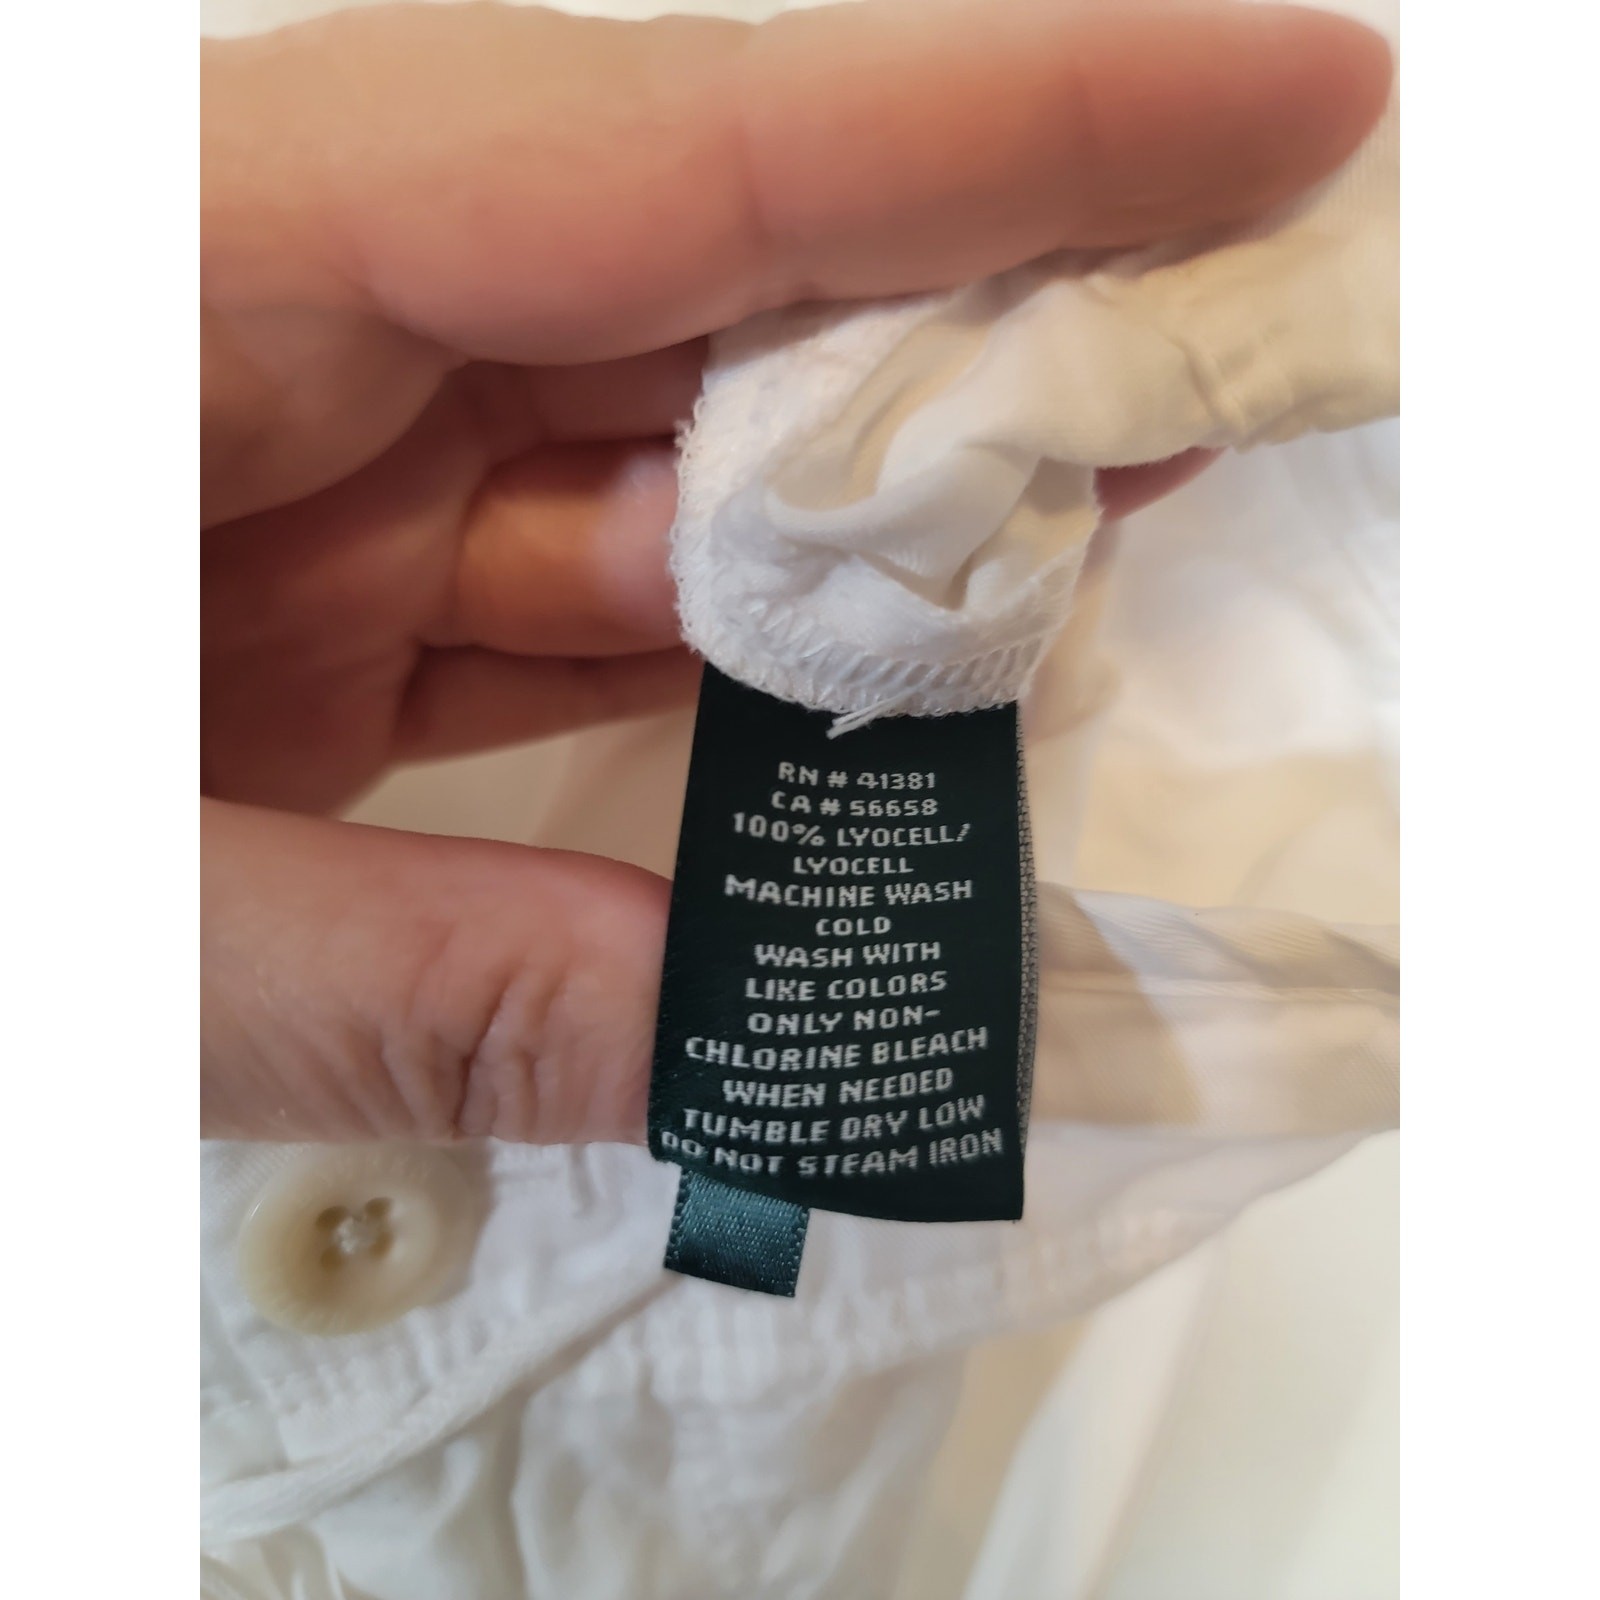 RN # 41381
CA # 56658
100% LYOCELL/
LYOCELL
MACHINE WASH
COLD
WASH WITH
LIKE COLORS
ONLY NON-
CHLORINE BLEACH
WHEN NEEDED
TUMBLE DRY LOW
DO NOT STEAM IRON